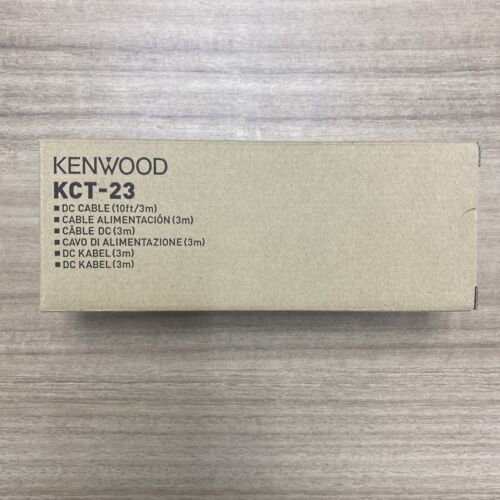 KENWOOD
KCT-23
■ DC CABLE (10ft/3m)
■ CABLE ALIMENTACIÓN (3m)
■ CÂBLE DC (3m)
■ CAVO DI ALIMENTAZIONE (3m)
■ DC KABEL (3m)
■ DC KABEL (3m)